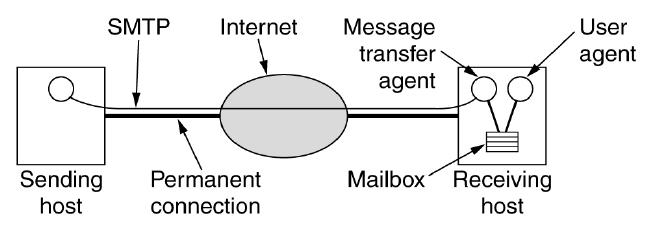 SMTP
Internet
Message
transfer
agent
User
agent
Sending
host
Permanent
connection
Mailbox
Receiving
host